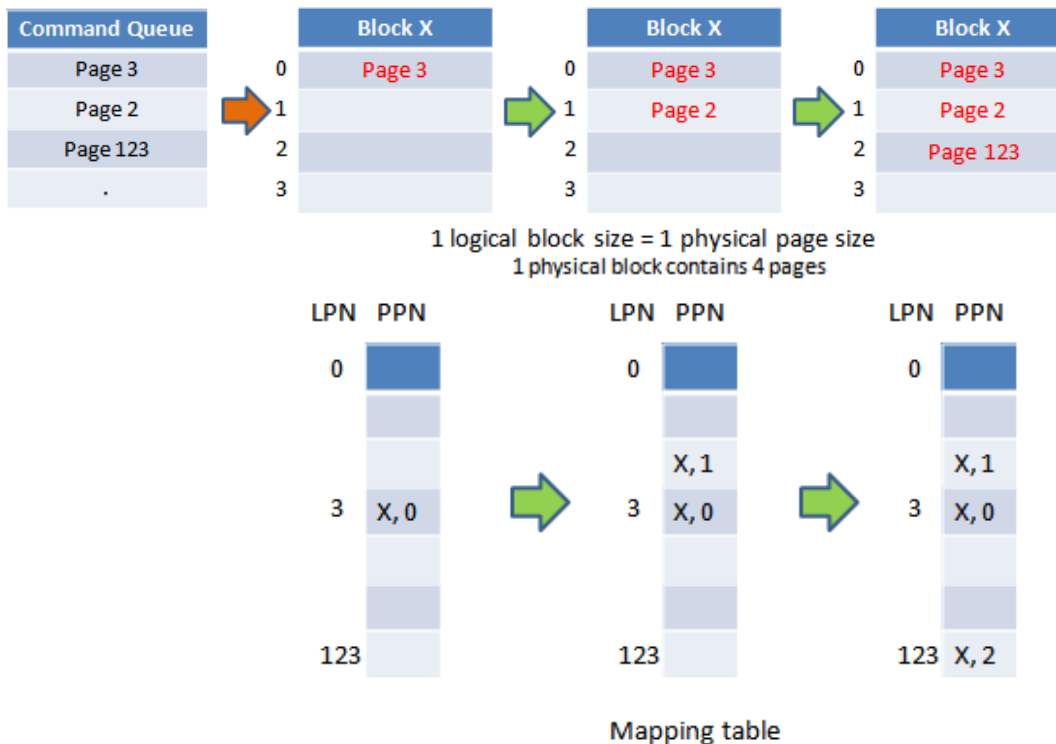 Command Queue
Page 3
Page 2
Page 123
.
Block X
0 Page 3
1
2
3
Block X
0 Page 3
1 Page 2
2
3
Block X
0 Page 3
1 Page 2
2 Page 123
3
1 logical block size = 1 physical page size
1 physical block contains 4 pages
LPN PPN
0
3 X, 0
123
LPN PPN
0
X, 1
3 X, 0
123
LPN PPN
0
X, 1
3 X, 0
123 X, 2
Mapping table